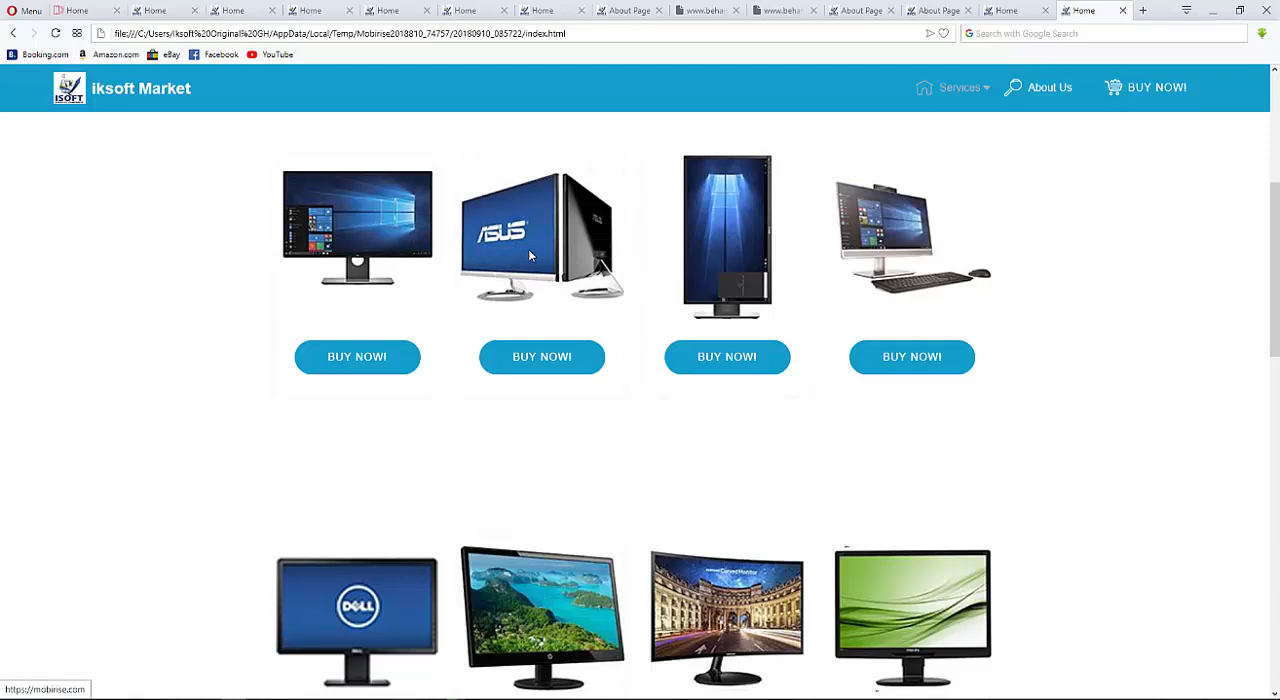 Menu Home Home Home Home Home Home Home About Page www.beha www.beha About Page About Page Home Home
file:///C:/Users/Iksoft%20Original%20GH/AppData/Local/Temp/Mobirise2018810_74757/20180910_085722/index.html Search with Google Search
Booking.com Amazon.com eBay Facebook YouTube
ISOFT iksoft Market Services About Us BUY NOW!
ASUS
BUY NOW! BUY NOW! BUY NOW! BUY NOW!
DELL
https://mobirise.com